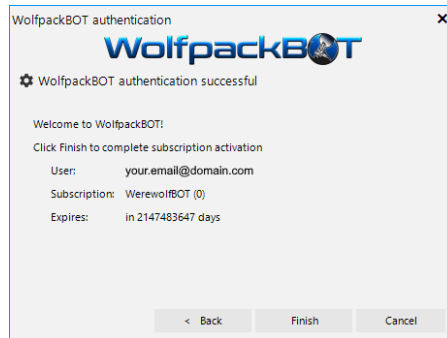 WolfpackBOT authentication
WolfpackBOT
WolfpackBOT authentication successful
Welcome to WolfpackBOT!
Click Finish to complete subscription activation
User: your.email@domain.com
Subscription: WerewolfBOT (0)
Expires: in 2147483647 days
< Back Finish Cancel